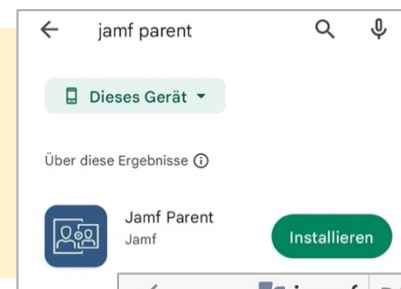 jamf parent
Dieses Gerät
Über diese Ergebnisse
Jamf Parent
Jamf
Installieren